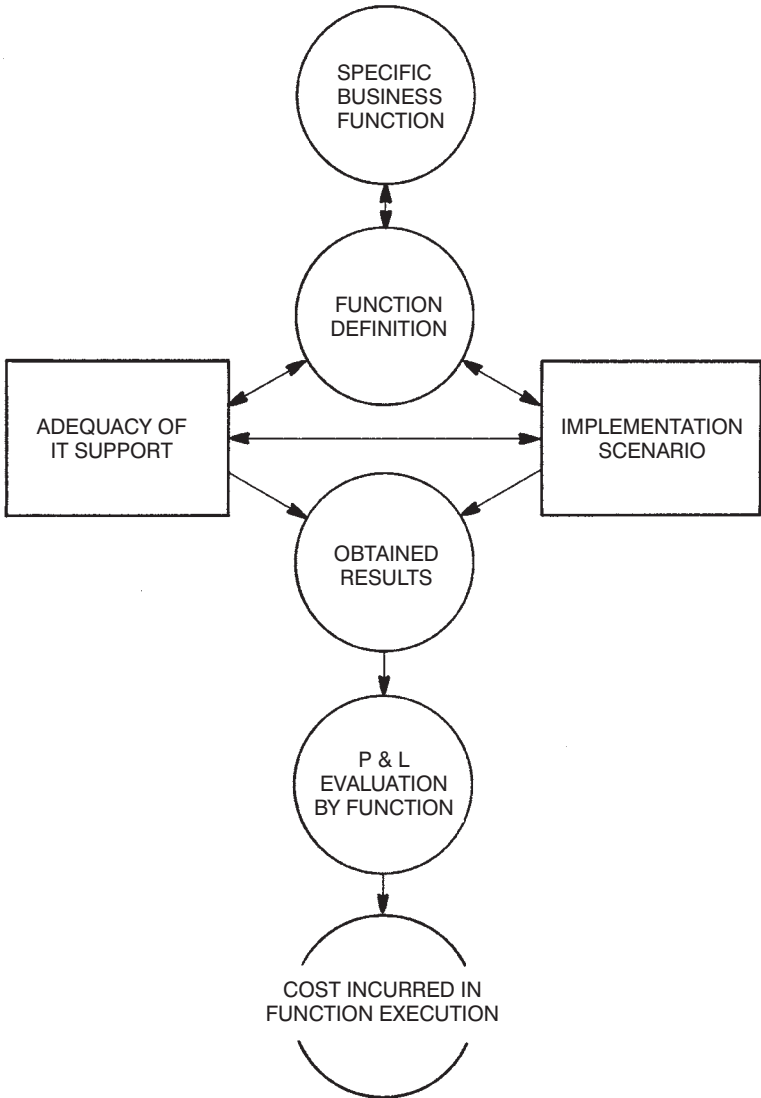 SPECIFIC
BUSINESS
FUNCTION
FUNCTION
DEFINITION
ADEQUACY OF
IT SUPPORT
IMPLEMENTATION
SCENARIO
OBTAINED
RESULTS
P & L
EVALUATION
BY FUNCTION
COST INCURRED IN
FUNCTION EXECUTION